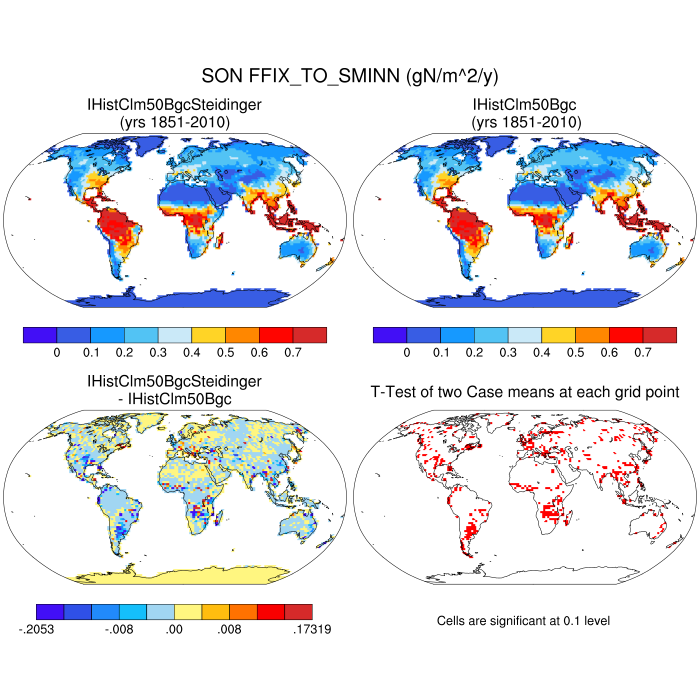 SON FFIX_TO_SMINN (gN/m^2/y)
IHistClm50BgcSteidinger
(yrs 1851-2010)
IHistClm50Bgc
(yrs 1851-2010)
0 0.1 0.2 0.3 0.4 0.5 0.6 0.7
0 0.1 0.2 0.3 0.4 0.5 0.6 0.7
IHistClm50BgcSteidinger
- IHistClm50Bgc
T-Test of two Case means at each grid point
-.2053 -.008 .00 .008 .17319
Cells are significant at 0.1 level